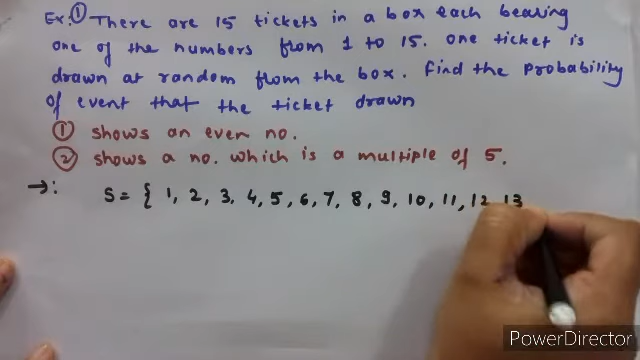 Ex:① There are 15 tickets in a box each bearing
one of the numbers from 1 to 15. One ticket is
drawn at random from the box. Find the probability
of event that the ticket drawn
① shows an even no.
② shows a no. which is a multiple of 5.
→: S = { 1, 2, 3, 4, 5, 6, 7, 8, 9, 10, 11, 12, 13
PowerDirector